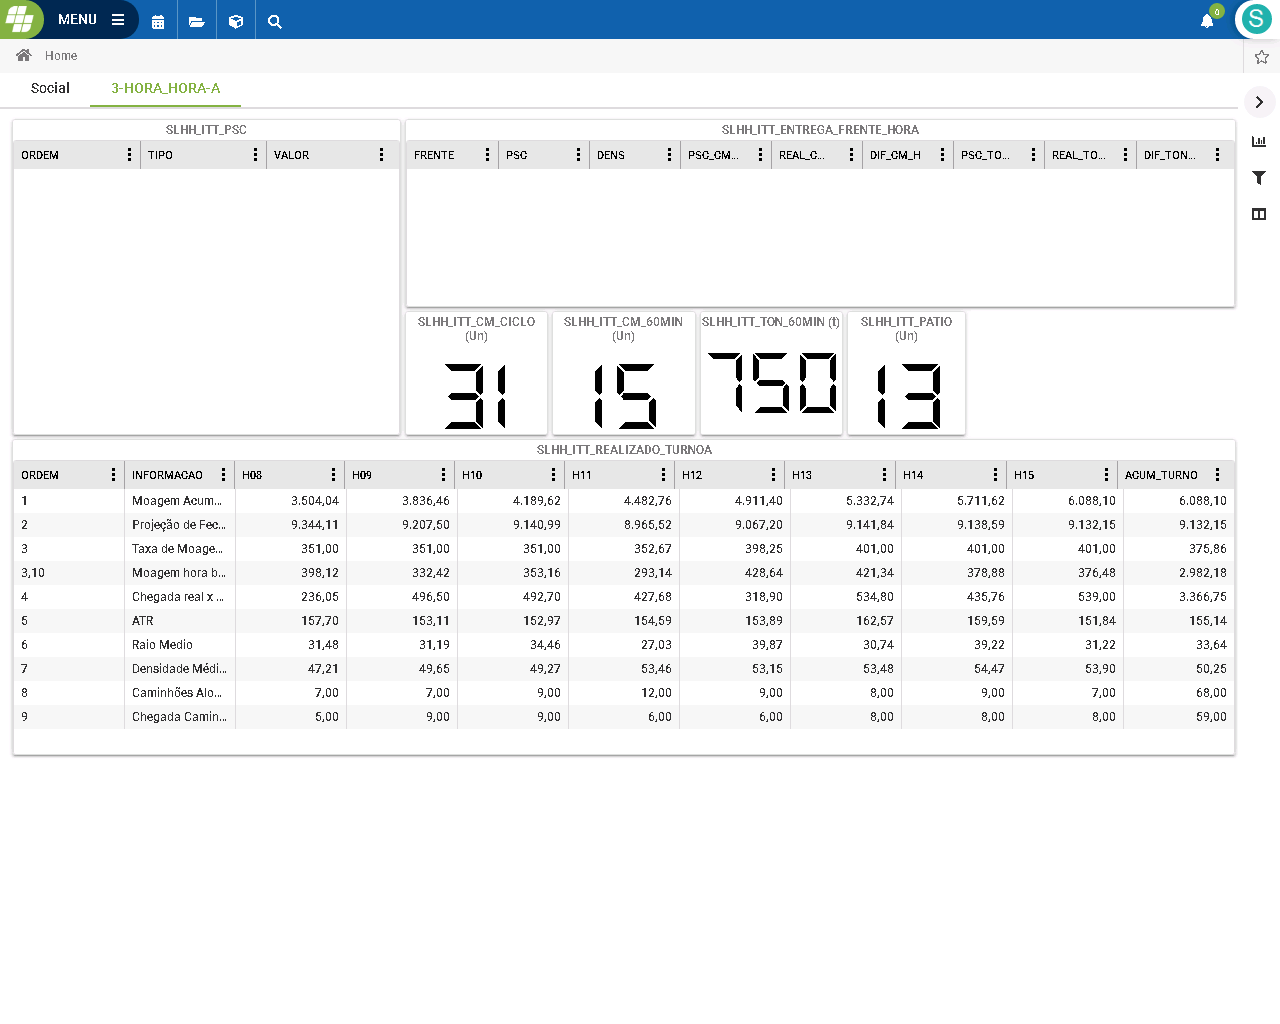 MENU
0
S
Home
Social 3-HORA_HORA-A
SLHH_ITT_PSC
ORDEM TIPO VALOR
SLHH_ITT_ENTREGA_FRENTE_HORA
FRENTE PSC DENS PSC_CM... REAL_C... DIF_CM_H PSC_TO... REAL_TO... DIF_TON...
SLHH_ITT_CM_CICLO (Un)
31
SLHH_ITT_CM_60MIN (Un)
15
SLHH_ITT_TON_60MIN (t)
750
SLHH_ITT_PATIO (Un)
13
SLHH_ITT_REALIZADO_TURNOA
ORDEM INFORMACAO H08 H09 H10 H11 H12 H13 H14 H15 ACUM_TURNO
1 Moagem Acum... 3.504,04 3.836,46 4.189,62 4.482,76 4.911,40 5.332,74 5.711,62 6.088,10 6.088,10
2 Projeção de Fec... 9.344,11 9.207,50 9.140,99 8.965,52 9.067,20 9.141,84 9.138,59 9.132,15 9.132,15
3 Taxa de Moage... 351,00 351,00 351,00 352,67 398,25 401,00 401,00 401,00 375,86
3,10 Moagem hora b... 398,12 332,42 353,16 293,14 428,64 421,34 378,88 376,48 2.982,18
4 Chegada real x ... 236,05 496,50 492,70 427,68 318,90 534,80 435,76 539,00 3.366,75
5 ATR 157,70 153,11 152,97 154,59 153,89 162,57 159,59 151,84 155,14
6 Raio Medio 31,48 31,19 34,46 27,03 39,87 30,74 39,22 31,22 33,64
7 Densidade Médi... 47,21 49,65 49,27 53,46 53,15 53,48 54,47 53,90 50,25
8 Caminhões Alo... 7,00 7,00 9,00 12,00 9,00 8,00 9,00 7,00 68,00
9 Chegada Camin... 5,00 9,00 9,00 6,00 6,00 8,00 8,00 8,00 59,00